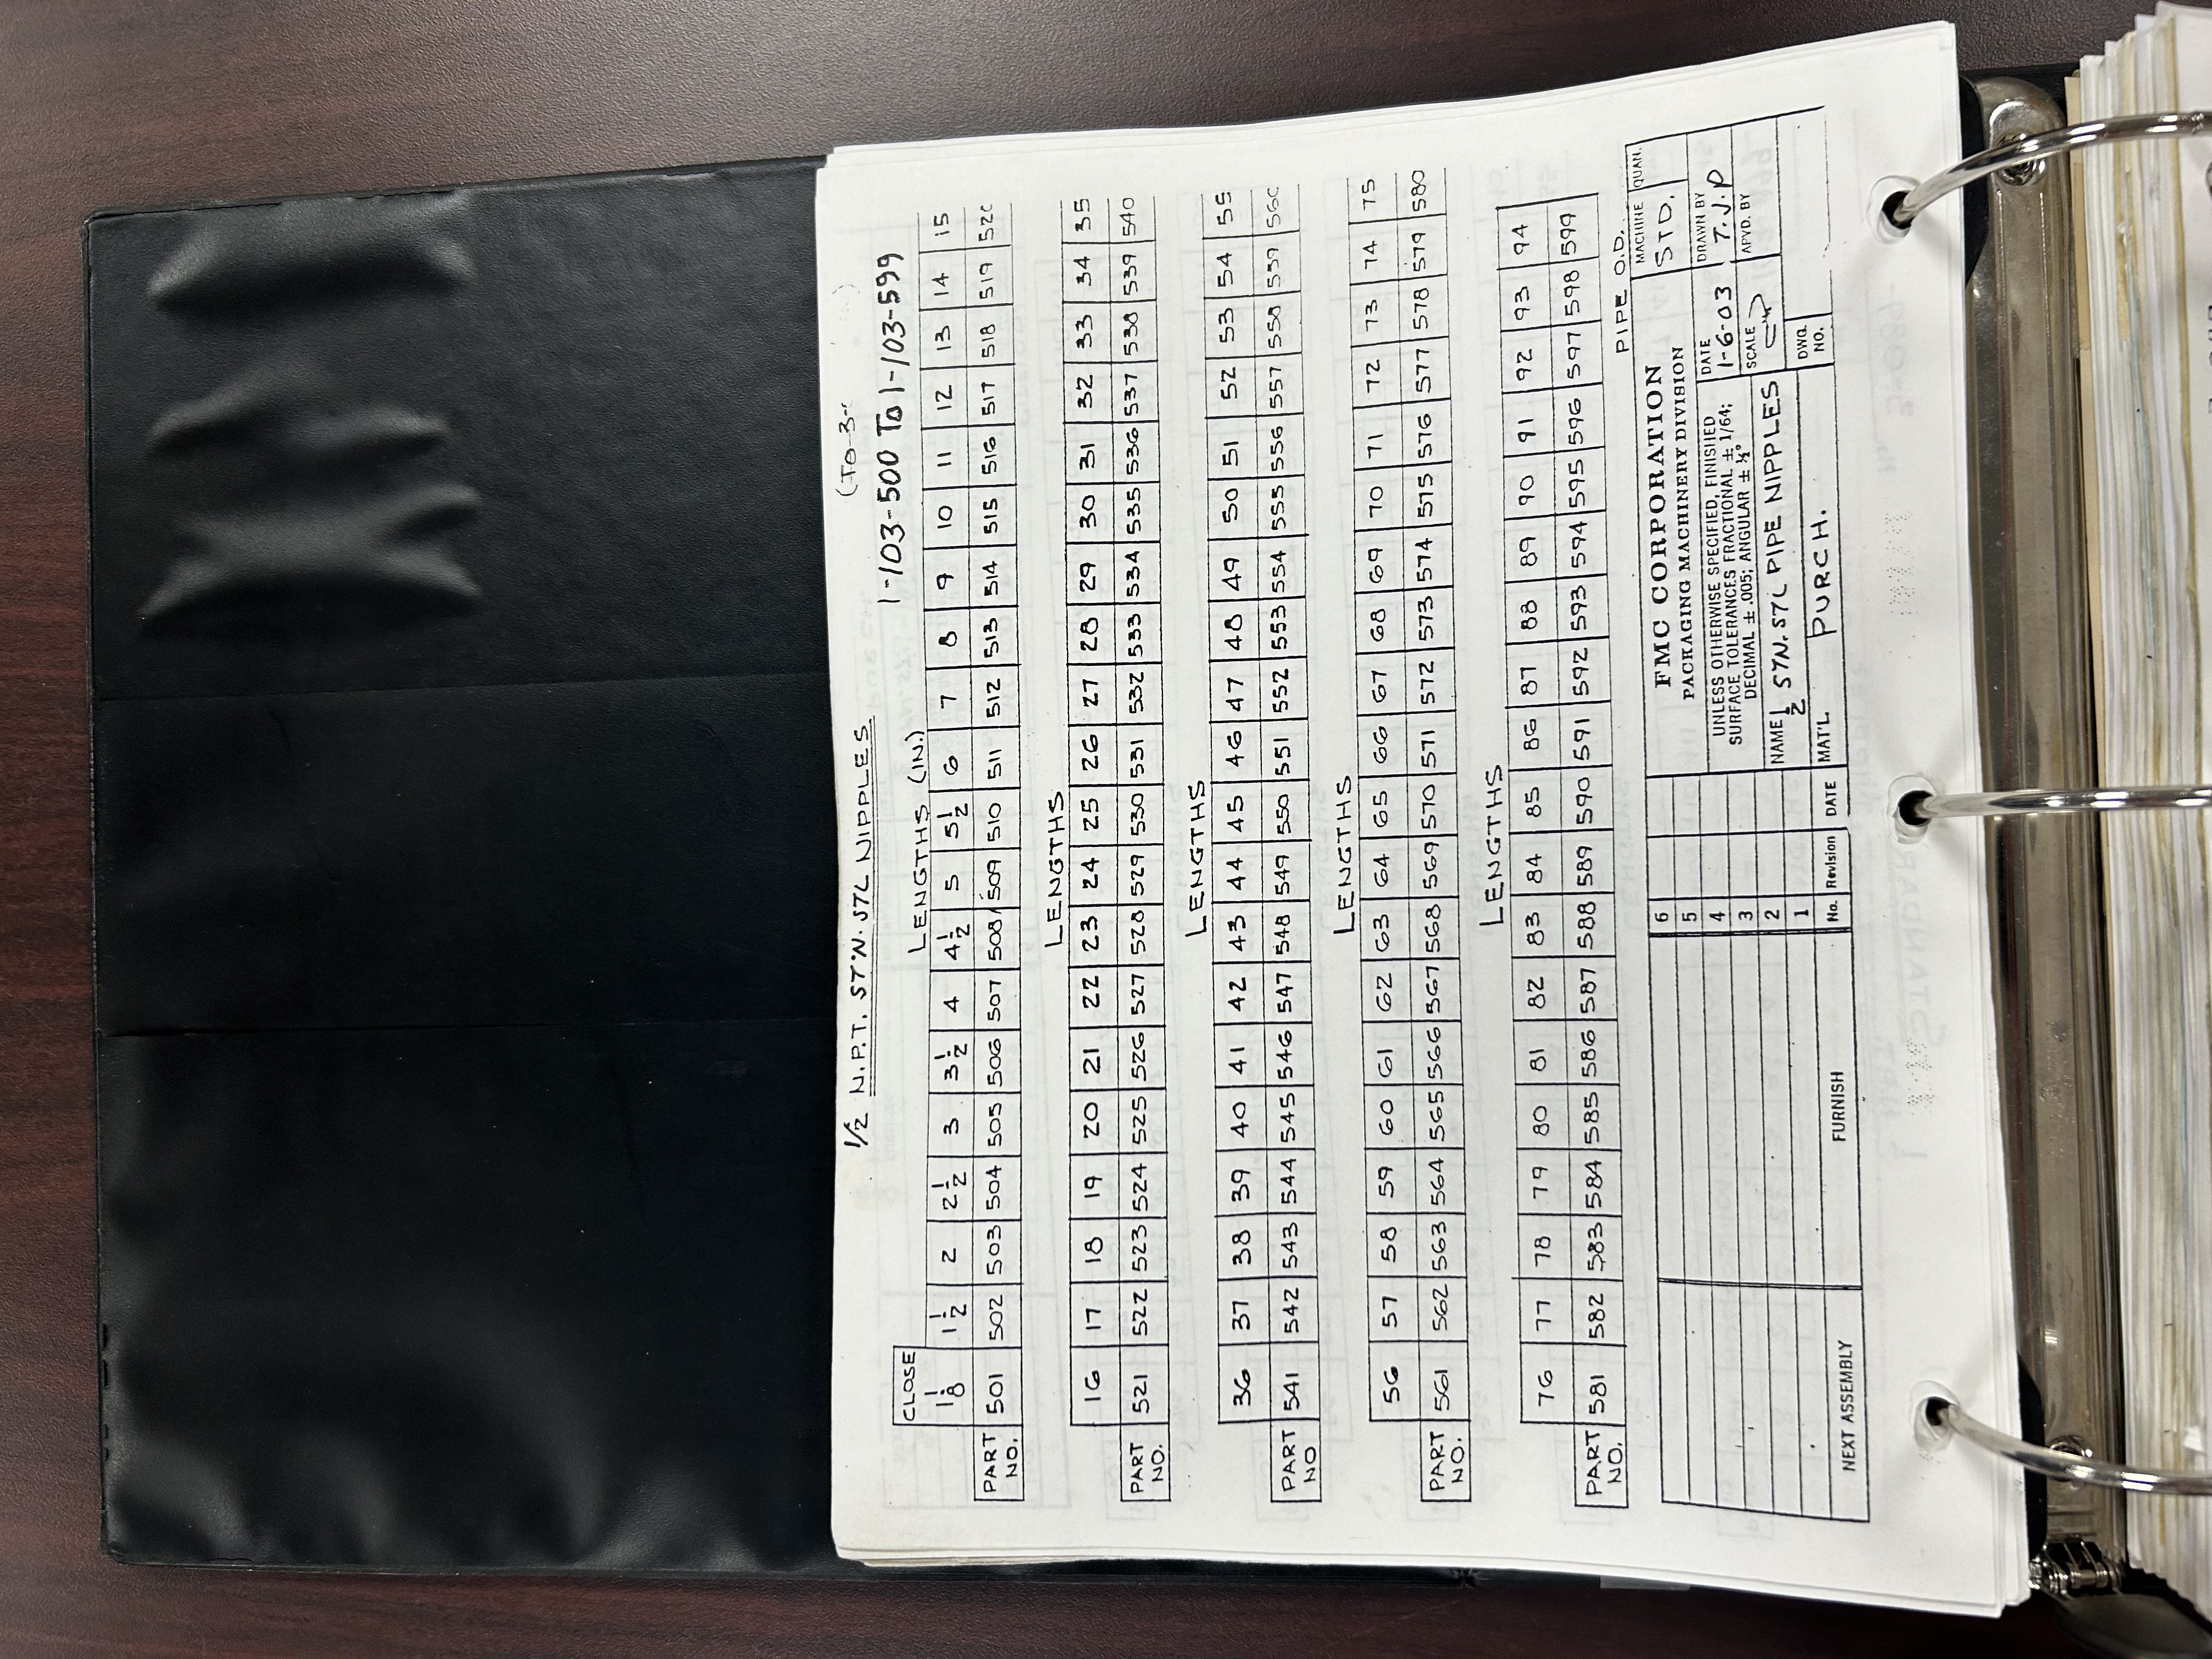 1/2 N.P.T. ST'N. STL NIPPLES
(TO 3-
1-103-500 TO 1-103-599
CLOSE
LENGTHS (IN.)
1 1/8 1 1/2 2 2 1/2 3 3 1/2 4 4 1/2 5 5 1/2 6 7 8 9 10 11 12 13 14 15
PART NO. 501 502 503 504 505 506 507 508 509 510 511 512 513 514 515 516 517 518 519 520
LENGTHS
16 17 18 19 20 21 22 23 24 25 26 27 28 29 30 31 32 33 34 35
PART NO. 521 522 523 524 525 526 527 528 529 530 531 532 533 534 535 536 537 538 539 540
LENGTHS
36 37 38 39 40 41 42 43 44 45 46 47 48 49 50 51 52 53 54 55
PART NO 541 542 543 544 545 546 547 548 549 550 551 552 553 554 555 556 557 558 559 560
LENGTHS
56 57 58 59 60 61 62 63 64 65 66 67 68 69 70 71 72 73 74 75
PART NO. 561 562 563 564 565 566 567 568 569 570 571 572 573 574 575 576 577 578 579 580
LENGTHS
76 77 78 79 80 81 82 83 84 85 86 87 88 89 90 91 92 93 94
PART NO. 581 582 583 584 585 586 587 588 589 590 591 592 593 594 595 596 597 598 599
PIPE O.D.
6
5
4
3
2
1
No. Revision DATE
NEXT ASSEMBLY
FURNISH
FMC CORPORATION
PACKAGING MACHINERY DIVISION
MACHINE
STD.
QUAN.
UNLESS OTHERWISE SPECIFIED, FINISHED
SURFACE TOLERANCES FRACTIONAL ± 1/64;
DECIMAL ± .005; ANGULAR ± ½°
DATE
1-6-03
DRAWN BY
T.J.P
SCALE
APVD. BY
NAME 1/2 STN. STL PIPE NIPPLES
MAT'L. PURCH.
DWG.
NO.